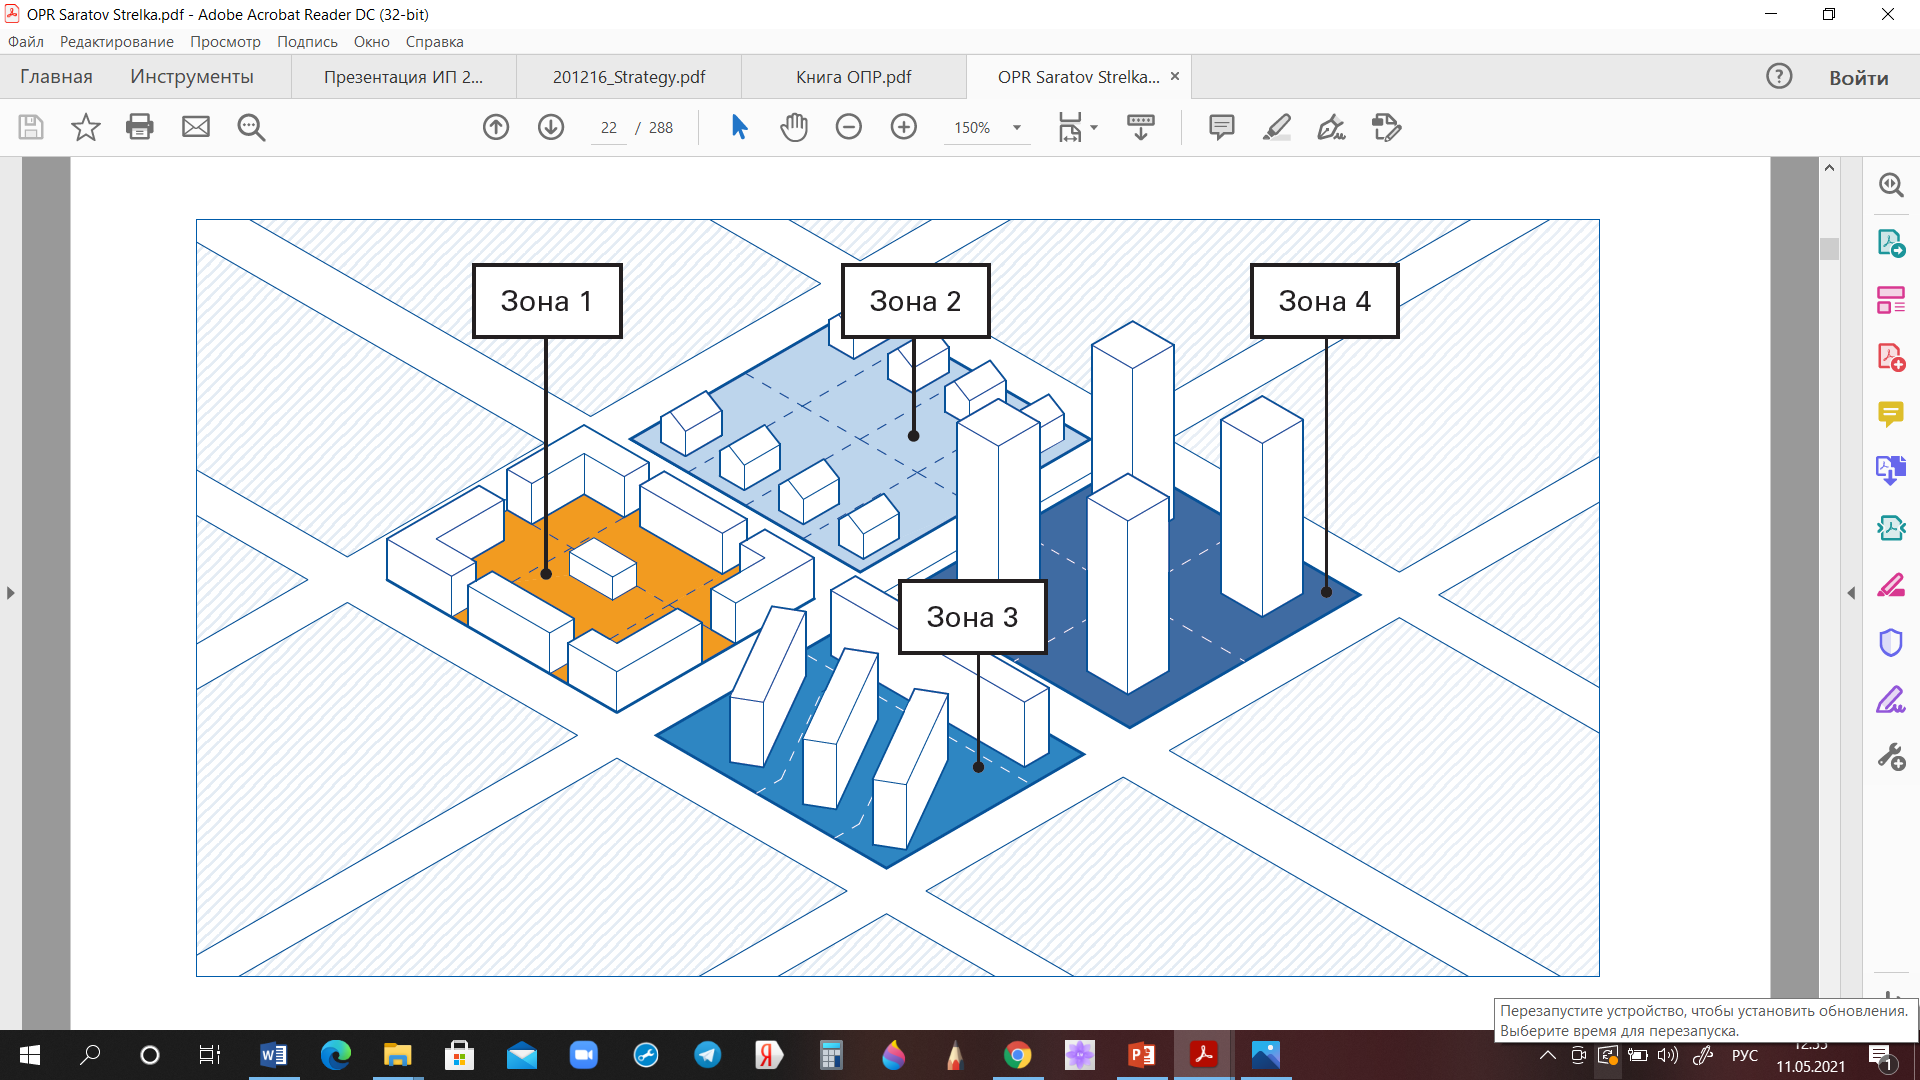 OPR Saratov Strelka.pdf - Adobe Acrobat Reader DC (32-bit)
Файл Редактирование Просмотр Подпись Окно Справка
Главная Инструменты Презентация ИП 2... 201216_Strategy.pdf Книга ОПР.pdf OPR Saratov Strelka... Войти
22 / 288 150%
Зона 1 Зона 2 Зона 4
Зона 3
Перезапустите устройство, чтобы установить обновления.
Выберите время для перезапуска.
РУС
11.05.2021
1